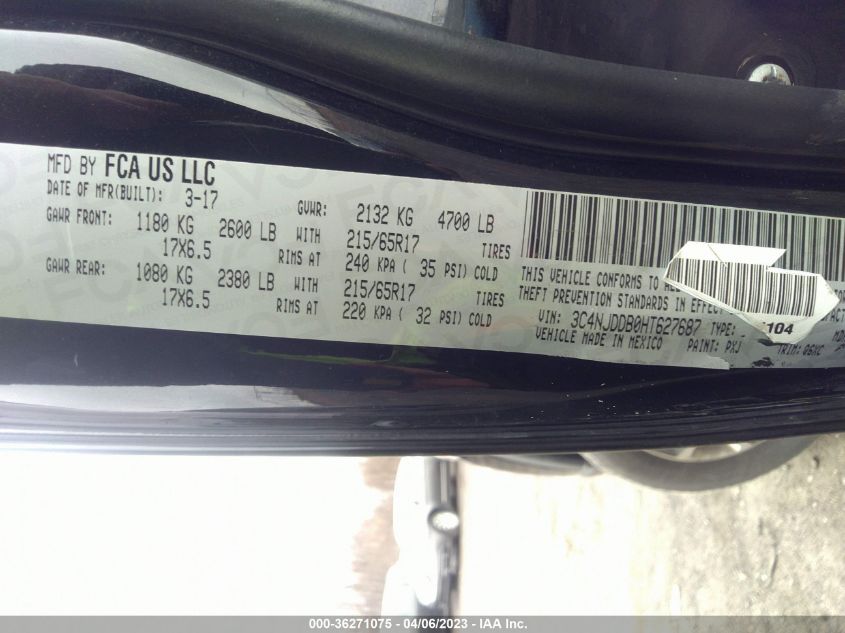 MFD BY FCA US LLC
DATE OF MFR(BUILT): 3-17
GVWR: 2132 KG 4700 LB
GAWR FRONT: 1180 KG 2600 LB WITH 215/65R17 TIRES
17X6.5 RIMS AT 240 KPA ( 35 PSI) COLD
GAWR REAR: 1080 KG 2380 LB WITH 215/65R17 TIRES
17X6.5 RIMS AT 220 KPA ( 32 PSI) COLD
THIS VEHICLE CONFORMS TO
THEFT PREVENTION STANDARDS IN EFFECT
VIN: 3C4NJDDB0HT627687 TYPE:
104
VEHICLE MADE IN MEXICO PAINT: PXJ TRIM:
000-36271075 - 04/06/2023 - IAA Inc.